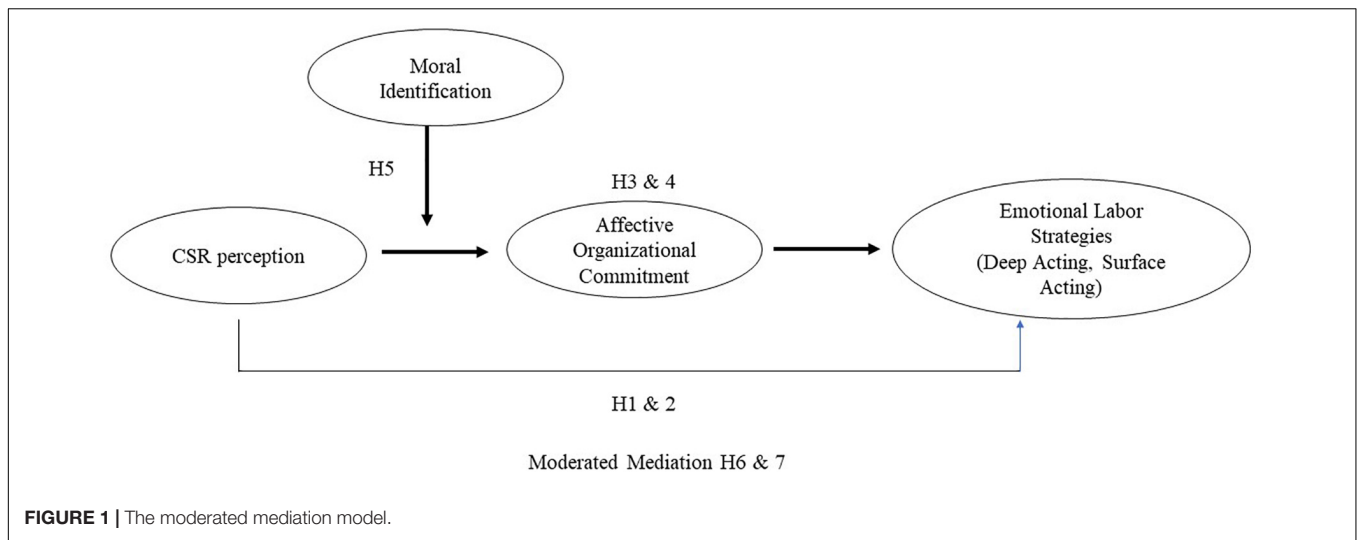 Moral
Identification
H5
H3 & 4
CSR perception
Affective
Organizational
Commitment
Emotional Labor
Strategies
(Deep Acting, Surface
Acting)
H1 & 2
Moderated Mediation H6 & 7
FIGURE 1 | The moderated mediation model.